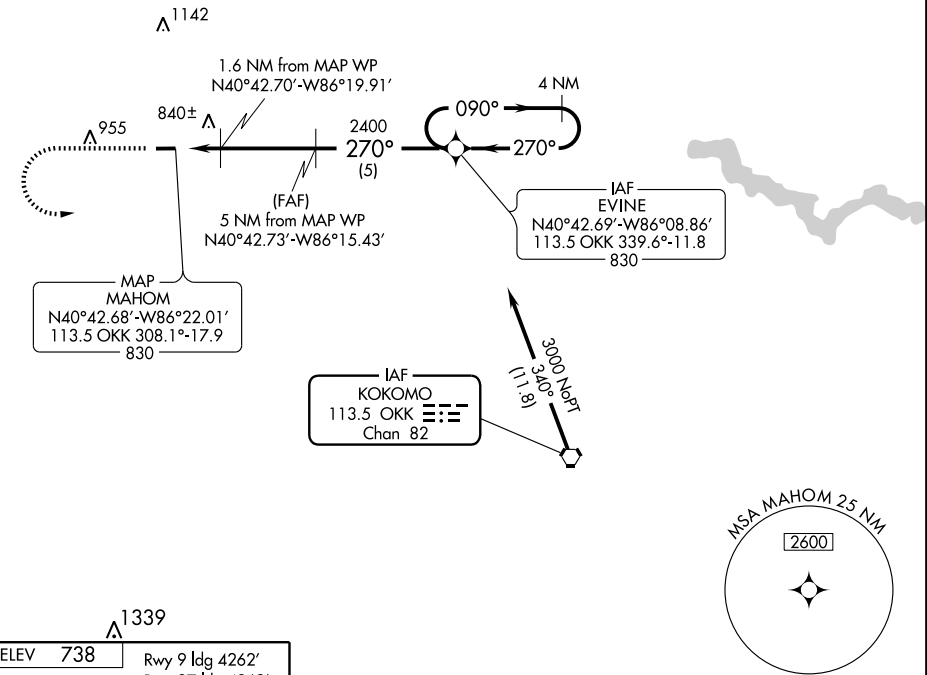 1142
1.6 NM from MAP WP
N40°42.70'-W86°19.91'
4 NM
840±
955
090°
2400
270°
(5)
270°
(FAF)
5 NM from MAP WP
N40°42.73'-W86°15.43'
IAF
EVINE
N40°42.69'-W86°08.86'
113.5 OKK 339.6°-11.8
830
MAP
MAHOM
N40°42.68'-W86°22.01'
113.5 OKK 308.1°-17.9
830
3000 NoPT
340°
(11.8)
IAF
KOKOMO
113.5 OKK
Chan 82
MSA MAHOM 25 NM
2600
1339
ELEV 738
Rwy 9 ldg 4262'